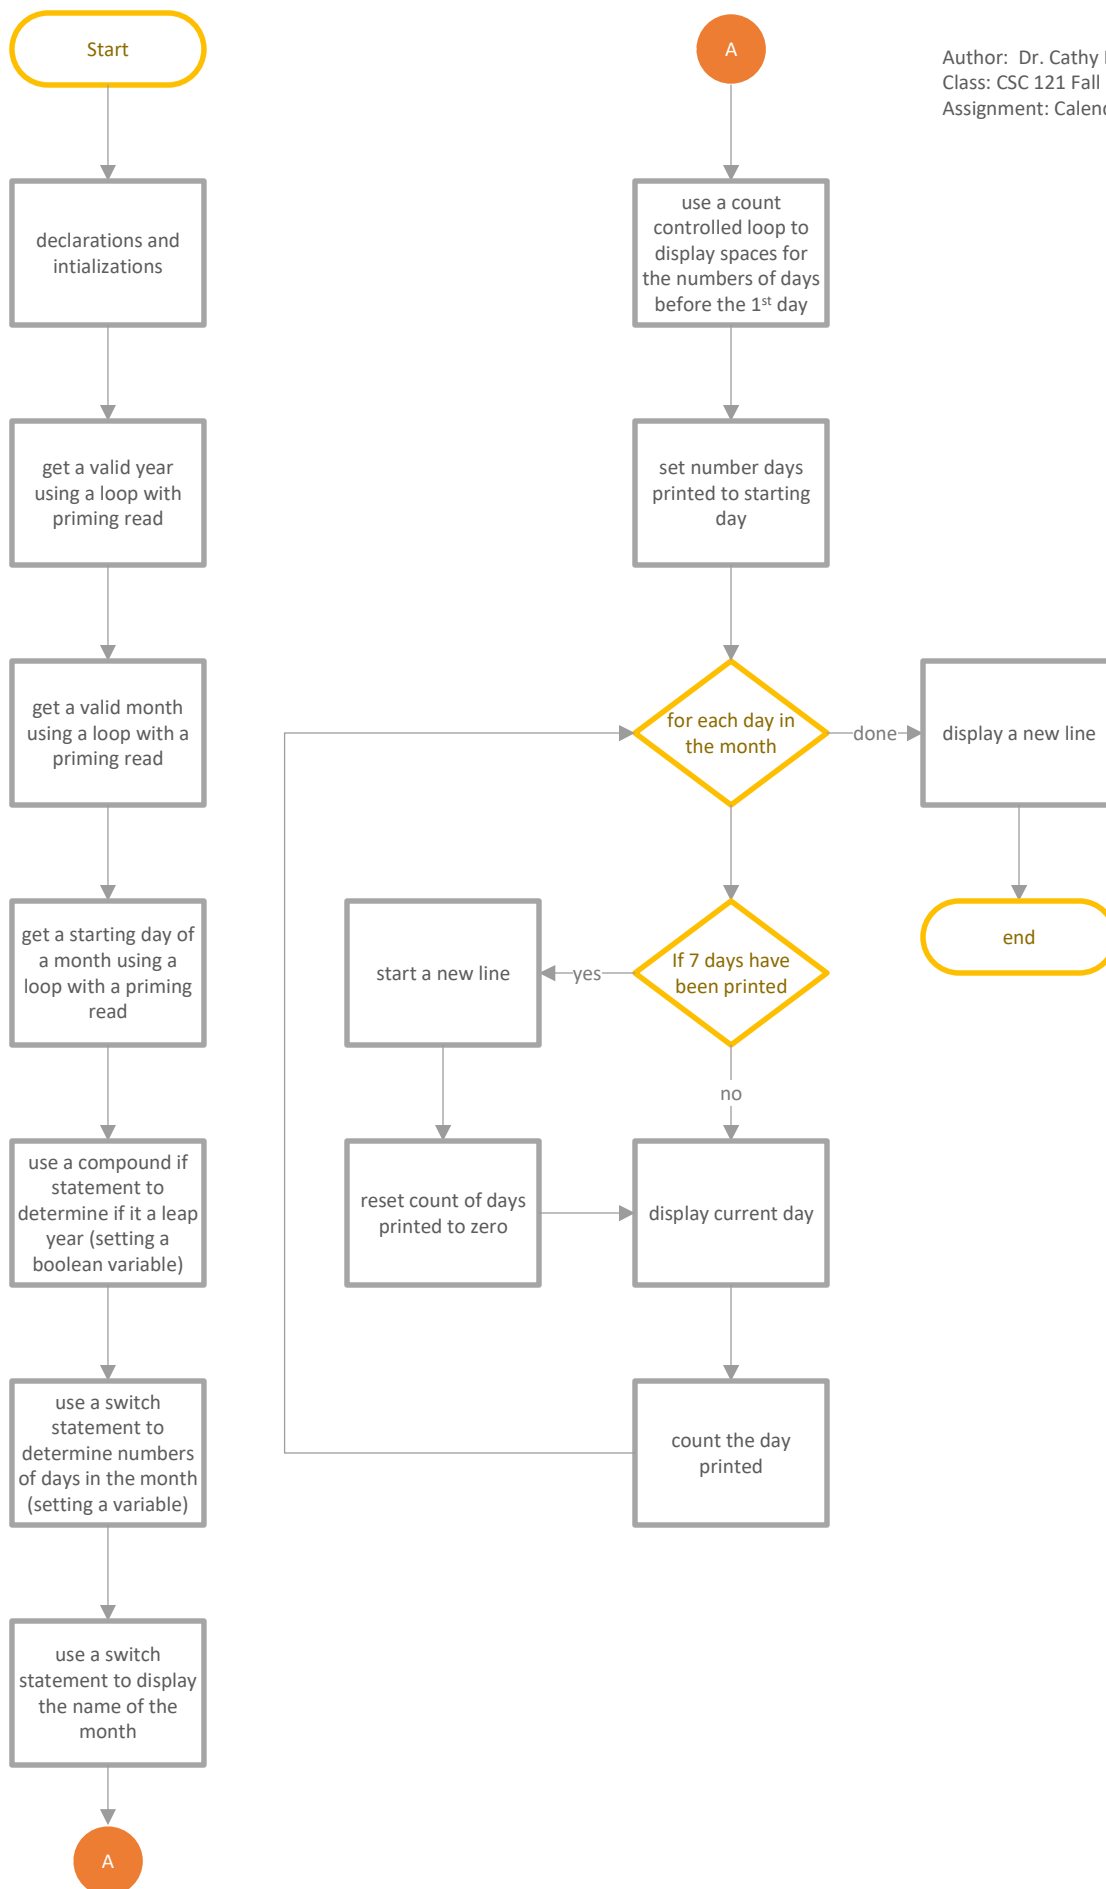 Start
declarations and
intializations
get a valid year
using a loop with
priming read
get a valid month
using a loop with a
priming read
get a starting day of
a month using a
loop with a priming
read
use a compound if
statement to
determine if it a leap
year (setting a
boolean variable)
use a switch
statement to
determine numbers
of days in the month
(setting a variable)
use a switch
statement to display
the name of the
month
A
A
use a count
controlled loop to
display spaces for
the numbers of days
before the 1st day
set number days
printed to starting
day
for each day in
the month
done
display a new line
end
If 7 days have
been printed
yes
start a new line
reset count of days
printed to zero
no
display current day
count the day
printed
Author: Dr. Cathy
Class: CSC 121 Fall
Assignment: